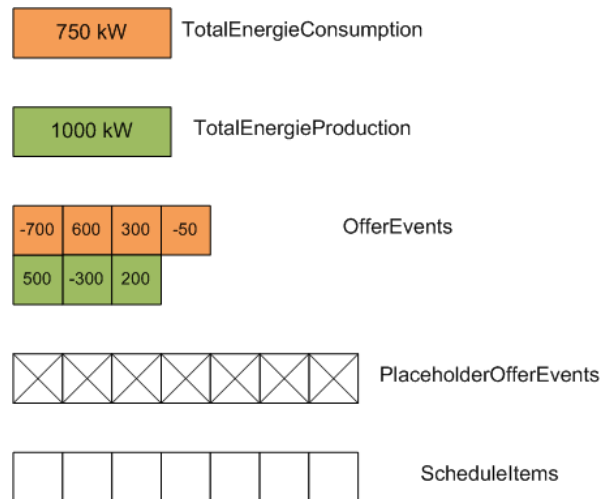 750 kW TotalEnergieConsumption
1000 kW TotalEnergieProduction
-700 600 300 -50 OfferEvents
500 -300 200
PlaceholderOfferEvents
ScheduleItems